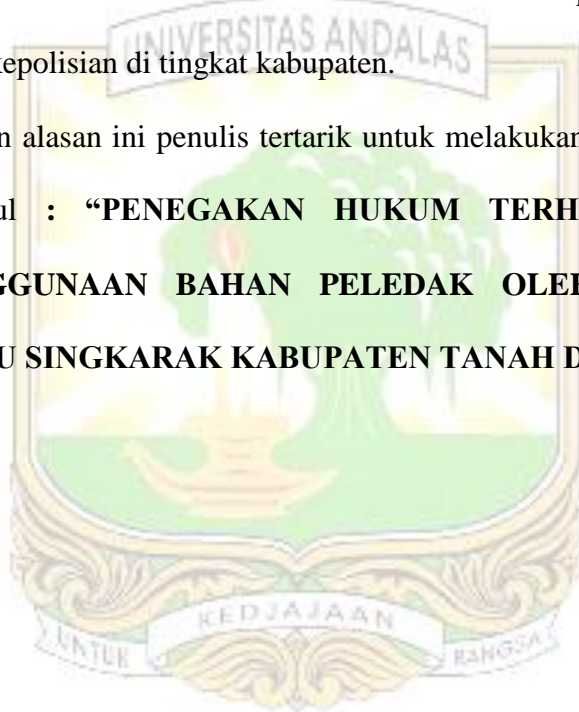 UNIVERSITAS ANDALAS
kepolisian di tingkat kabupaten.
n alasan ini penulis tertarik untuk melakukan
ul : “PENEGAKAN HUKUM TERH
GGUNAAN BAHAN PELEDAK OLEH
U SINGKARAK KABUPATEN TANAH D
KEDJAJAAN
UNTUK BANGSA